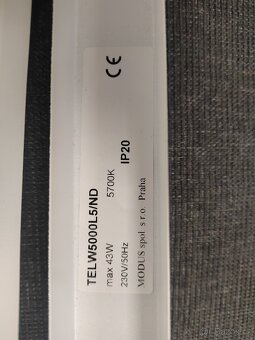 TELW5000L5/ND
max 43W 5700K
230V/50Hz IP20
MODUS spol s r.o. Praha
CE